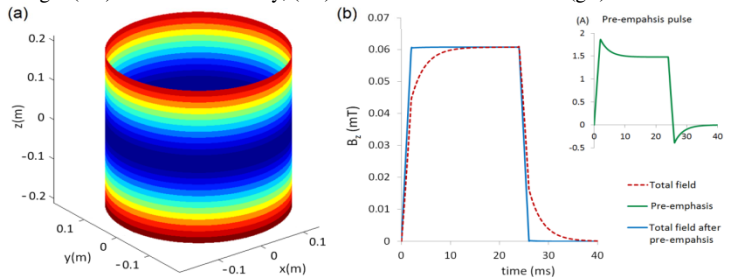 (a)
0.2
0.1
0
-0.1
-0.2
z(m)
0.1
0
-0.1
y(m)
-0.1
0
0.1
x(m)
(b)
0.07
0.06
0.05
0.04
0.03
0.02
0.01
0
B_z (mT)
0
10
20
30
40
time (ms)
(A) Pre-empahsis pulse
2
1.5
1
0.5
0
-0.5
0
10
20
30
40
Total field
Pre-emphasis
Total field after
pre-empahsis